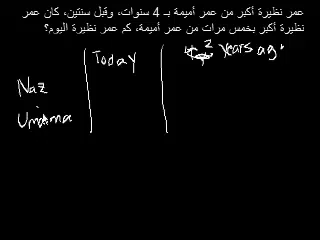 عمر نظيرة أكبر من عمر أميمة بـ 4 سنوات، وقبل سنتين، كان عمر
نظيرة أكبر بخمس مرات من عمر أميمة، كم عمر نظيرة اليوم؟
Today 2 years ago
Naz
Umama